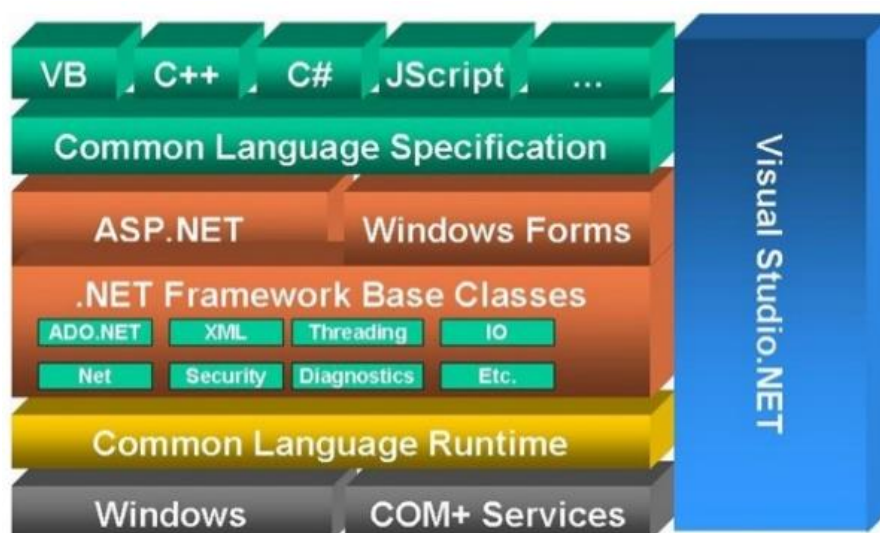 VB C++ C# JScript ...
Common Language Specification
ASP.NET Windows Forms
.NET Framework Base Classes
ADO.NET XML Threading IO
Net Security Diagnostics Etc.
Common Language Runtime
Windows COM+ Services
Visual Studio.NET